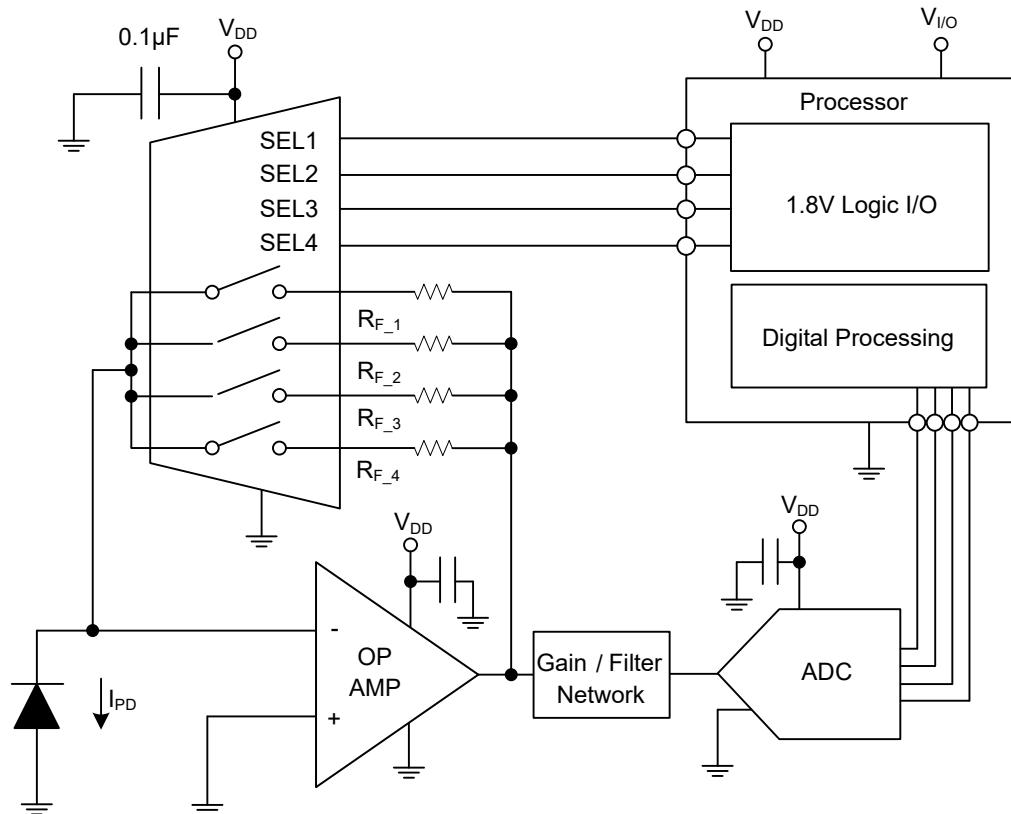 0.1µF
VDD
VDD
VI/O
Processor
SEL1
SEL2
SEL3
SEL4
1.8V Logic I/O
Digital Processing
RF_1
RF_2
RF_3
RF_4
VDD
VDD
-
OP
AMP
+
IPD
Gain / Filter
Network
ADC